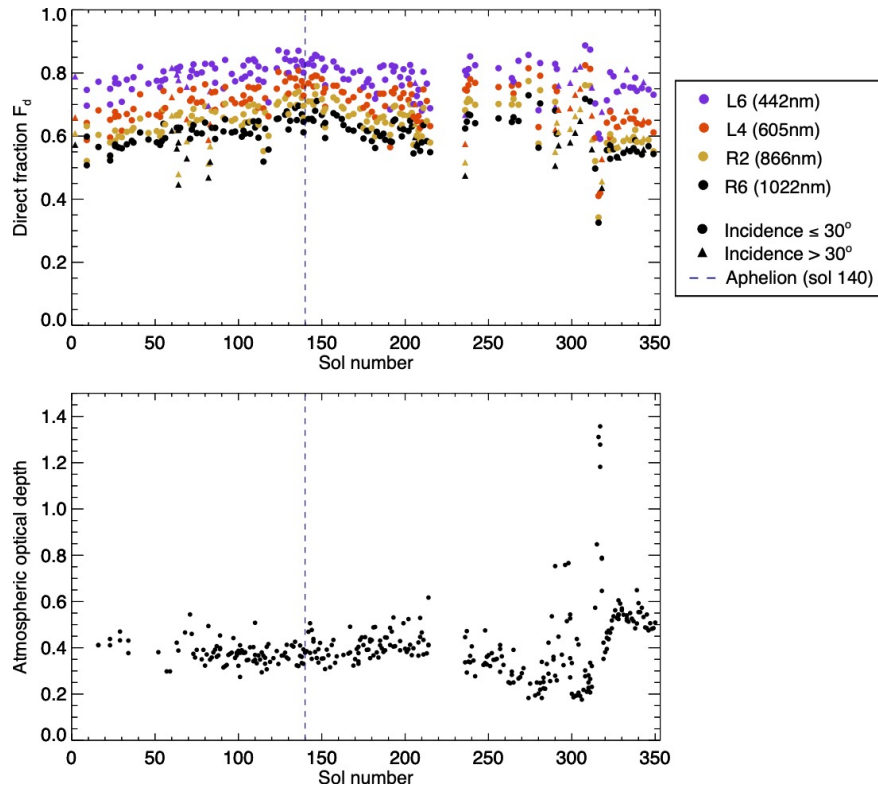 1.0
0.8
0.6
0.4
0.2
0.0
Direct fraction F_d
0 50 100 150 200 250 300 350
Sol number
L6 (442nm)
L4 (605nm)
R2 (866nm)
R6 (1022nm)
Incidence ≤ 30°
Incidence > 30°
Aphelion (sol 140)
1.4
1.2
1.0
0.8
0.6
0.4
0.2
0.0
Atmospheric optical depth
0 50 100 150 200 250 300 350
Sol number